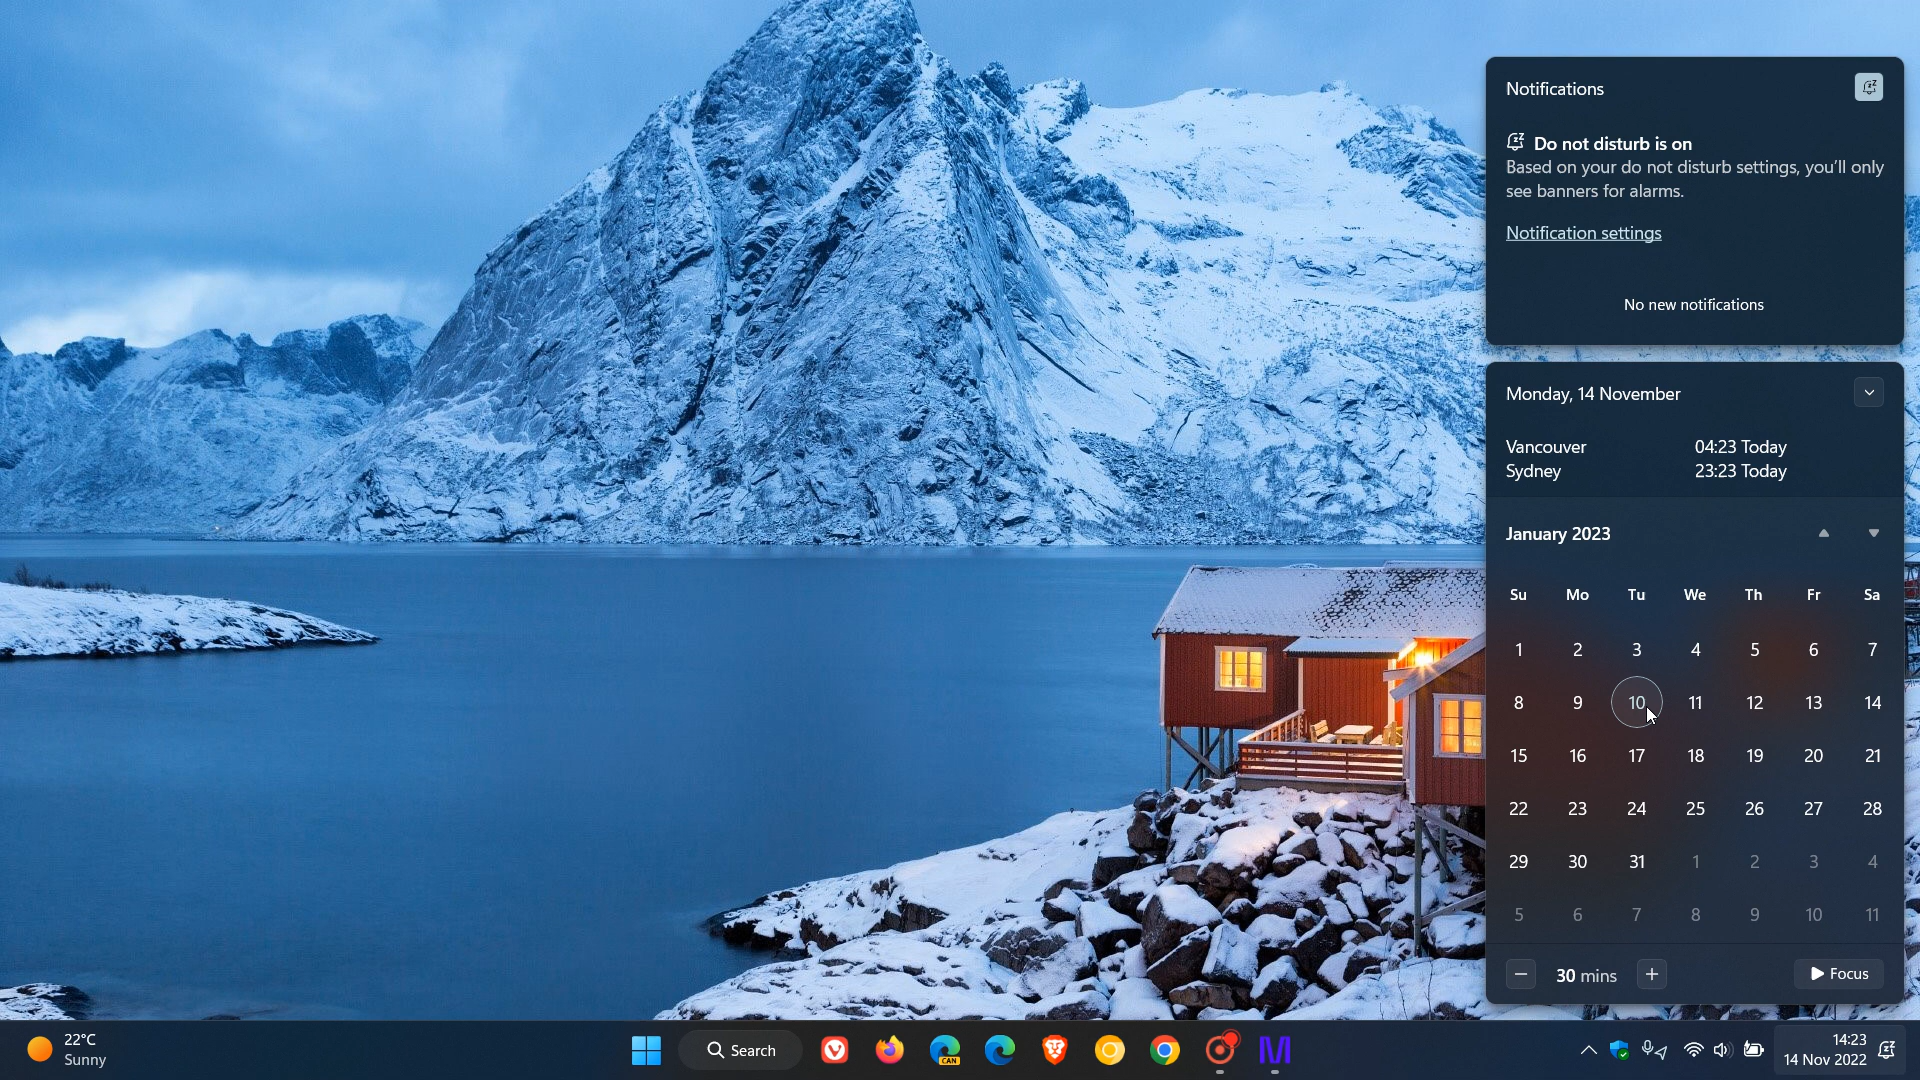 Notifications
Do not disturb is on
Based on your do not disturb settings, you'll only
see banners for alarms.
Notification settings
No new notifications
Monday, 14 November
Vancouver 04:23 Today
Sydney 23:23 Today
January 2023
Su Mo Tu We Th Fr Sa
1 2 3 4 5 6 7
8 9 10 11 12 13 14
15 16 17 18 19 20 21
22 23 24 25 26 27 28
29 30 31 1 2 3 4
5 6 7 8 9 10 11
30 mins Focus
22°C
Sunny
Search
CAN
14:23
14 Nov 2022